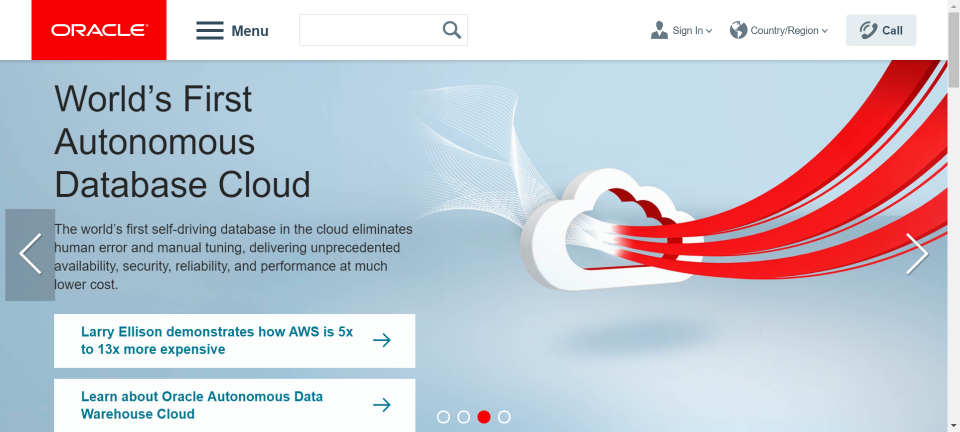 ORACLE
Menu
Sign In
Country/Region
Call
World’s First
Autonomous
Database Cloud
The world’s first self-driving database in the cloud eliminates
human error and manual tuning, delivering unprecedented
availability, security, reliability, and performance at much
lower cost.
Larry Ellison demonstrates how AWS is 5x
to 13x more expensive
Learn about Oracle Autonomous Data
Warehouse Cloud